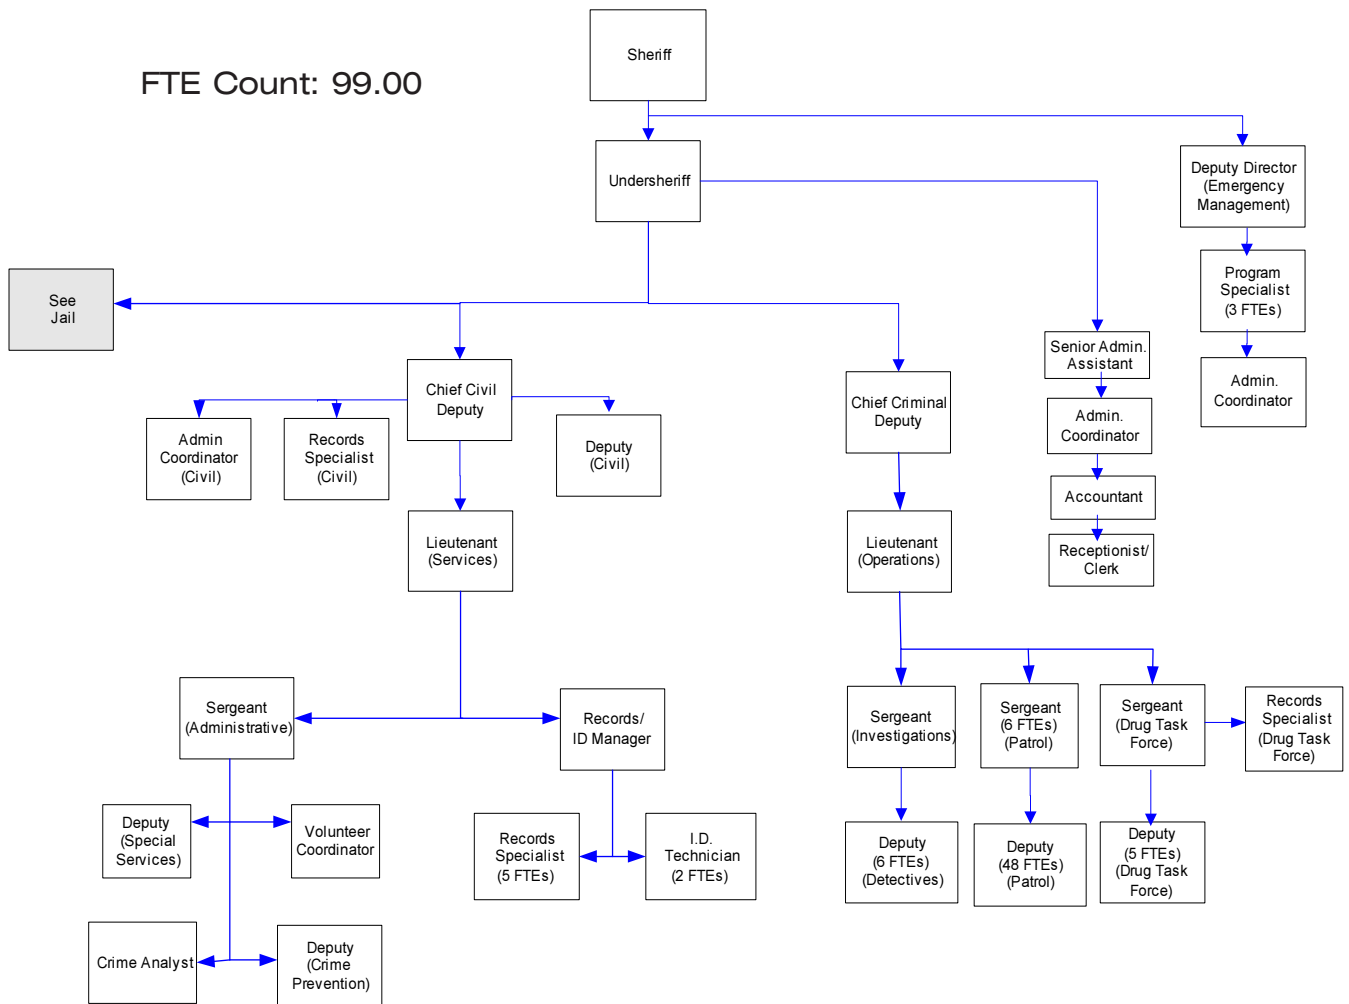 Sheriff
FTE Count: 99.00
Undersheriff
Deputy Director
(Emergency
Management)
See
Jail
Program
Specialist
(3 FTEs)
Senior Admin.
Assistant
Chief Civil
Deputy
Chief Criminal
Deputy
Admin.
Coordinator
Admin.
Coordinator
Admin
Coordinator
(Civil)
Records
Specialist
(Civil)
Deputy
(Civil)
Accountant
Lieutenant
(Services)
Lieutenant
(Operations)
Receptionist/
Clerk
Sergeant
(Administrative)
Records/
ID Manager
Sergeant
(Investigations)
Sergeant
(6 FTEs)
(Patrol)
Sergeant
(Drug Task
Force)
Records
Specialist
(Drug Task
Force)
Deputy
(Special
Services)
Volunteer
Coordinator
Records
Specialist
(5 FTEs)
I.D.
Technician
(2 FTEs)
Deputy
(6 FTEs)
(Detectives)
Deputy
(48 FTEs)
(Patrol)
Deputy
(5 FTEs)
(Drug Task
Force)
Crime Analyst
Deputy
(Crime
Prevention)